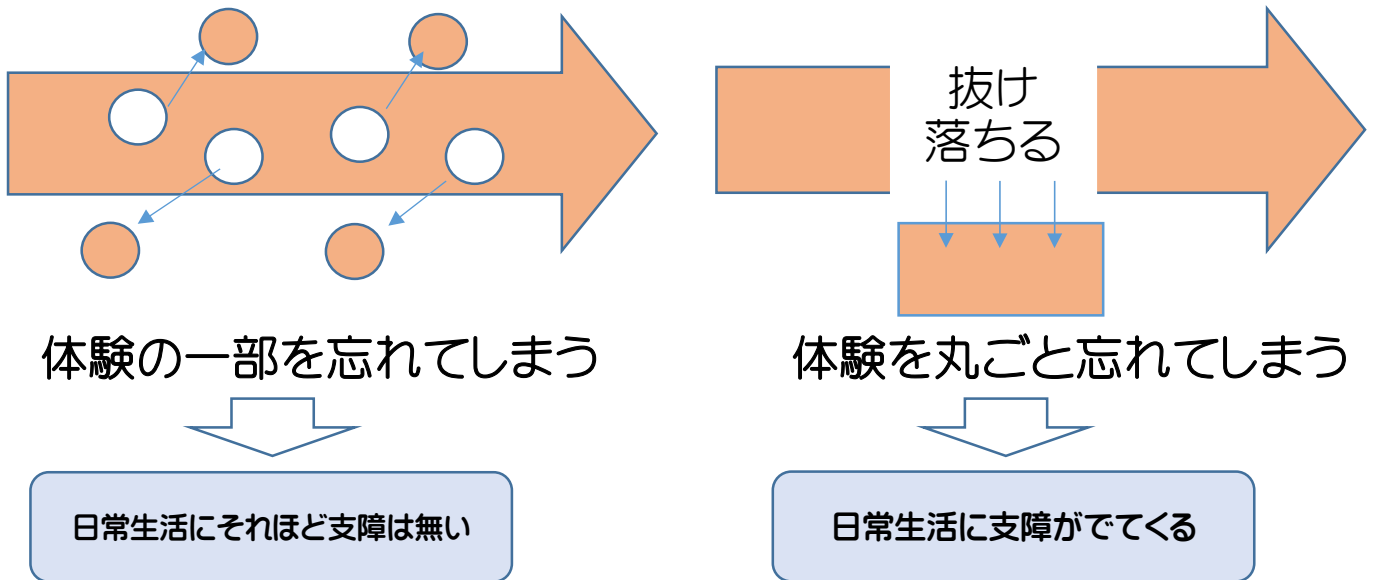 抜け
落ちる
体験の一部を忘れてしまう
体験を丸ごと忘れてしまう
日常生活にそれほど支障は無い
日常生活に支障がでてくる